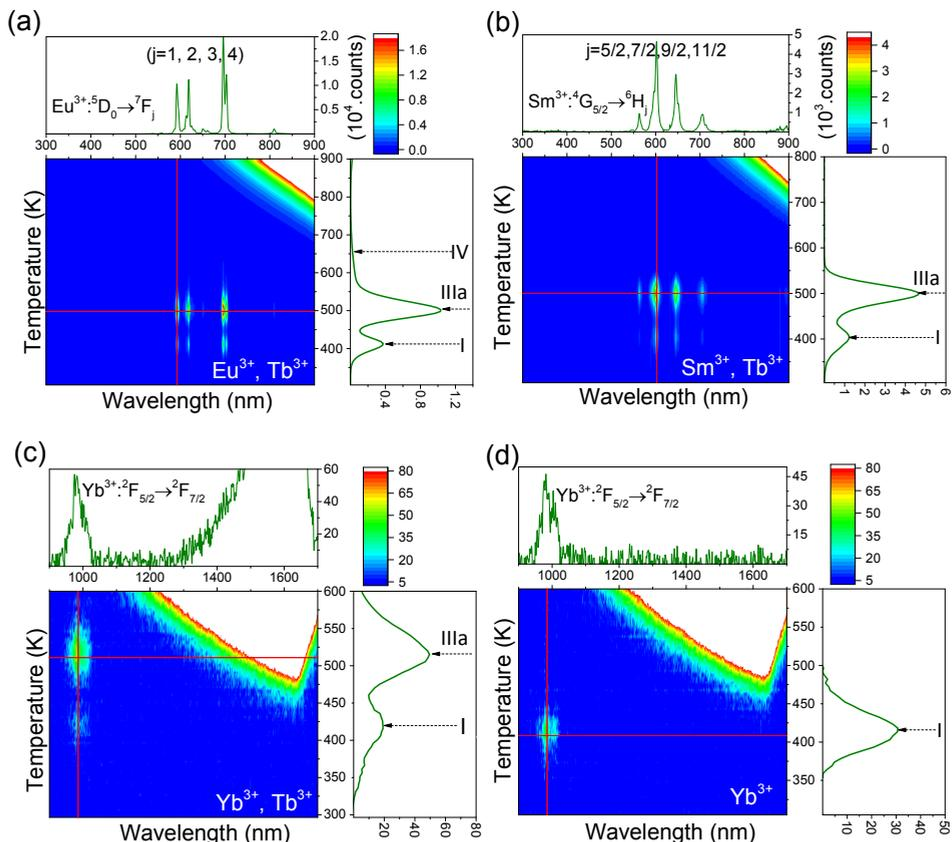 (a)
(j=1, 2, 3, 4)
Eu³⁺:⁵D₀→⁷Fⱼ
2.0
1.5
1.0
0.5
0.0
300 400 500 600 700 800 900
(10⁴.counts)
1.6
1.4
1.2
1.0
0.8
0.6
0.4
0.2
0.0
Temperature (K)
900
800
700
600
500
400
IV
IIIa
I
Eu³⁺, Tb³⁺
Wavelength (nm)
0.4 0.8 1.2
(b)
j=5/2,7/2,9/2,11/2
Sm³⁺:⁴G₅/₂→⁶Hⱼ
5
4
3
2
1
0
300 400 500 600 700 800 900
(10³.counts)
4
3
2
1
0
Temperature (K)
800
700
600
500
400
IIIa
I
Sm³⁺, Tb³⁺
Wavelength (nm)
1 2 3 4 5 6
(c)
Yb³⁺:²F₅/₂→²F₇/₂
60
40
20
1000 1200 1400 1600
80
65
50
35
20
5
Temperature (K)
600
500
400
300
IIIa
I
Yb³⁺, Tb³⁺
Wavelength (nm)
20 40 60 80
(d)
Yb³⁺:²F₅/₂→²F₇/₂
45
30
15
1000 1200 1400 1600
80
65
50
35
20
5
Temperature (K)
600
500
450
400
350
I
Yb³⁺
Wavelength (nm)
10 20 30 40 50